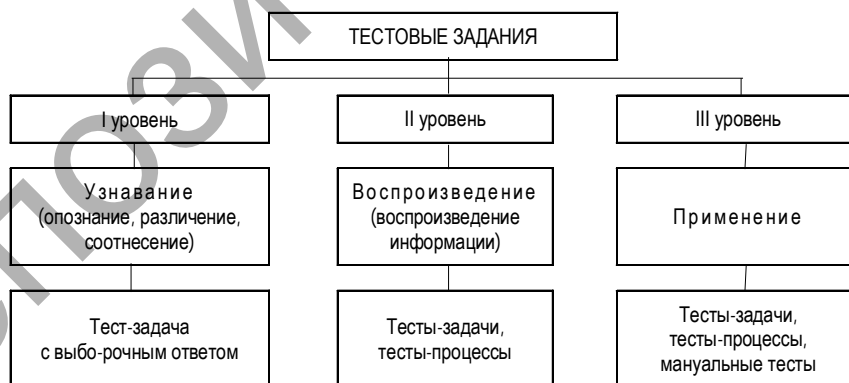 ТЕСТОВЫЕ ЗАДАНИЯ
I уровень
II уровень
III уровень
Узнавание
(опознание, различение,
соотнесение)
Воспроизведение
(воспроизведение
информации)
Применение
Тест-задача
с выбо-рочным ответом
Тесты-задачи,
тесты-процессы
Тесты-задачи,
тесты-процессы,
мануальные тесты